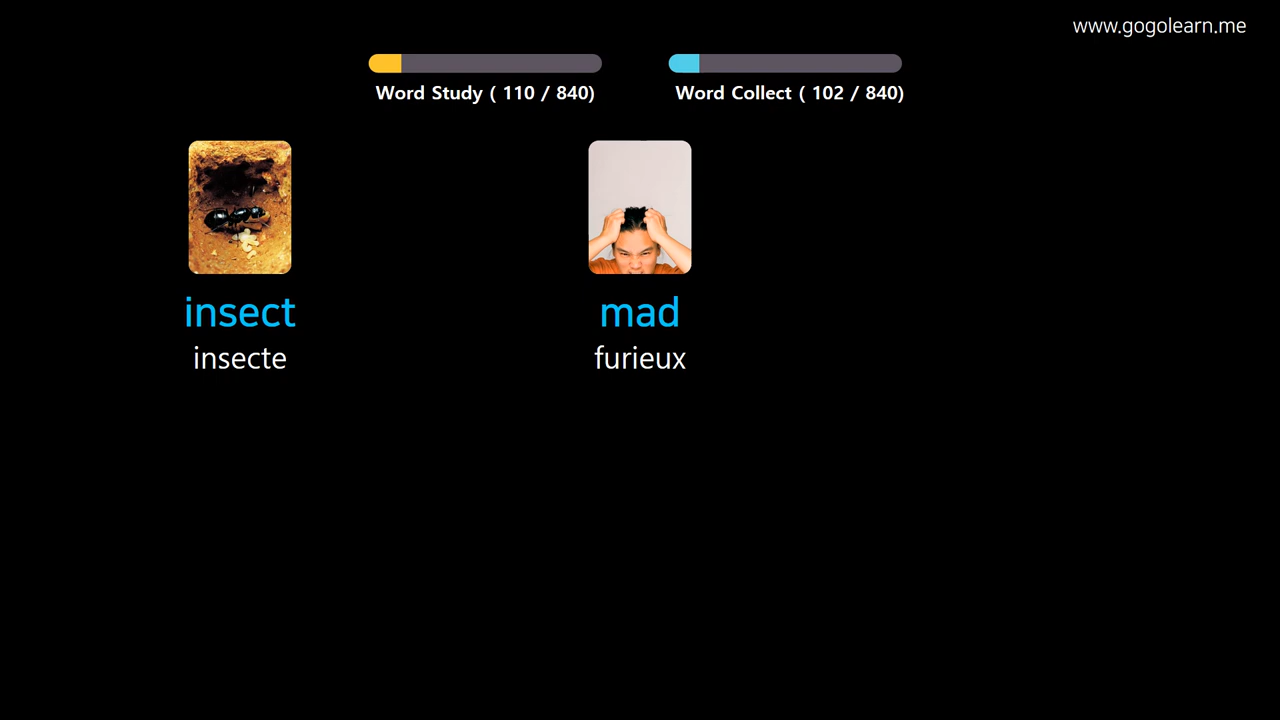 www.gogolearn.me
Word Study ( 110 / 840)
Word Collect ( 102 / 840)
insect
insecte
mad
furieux